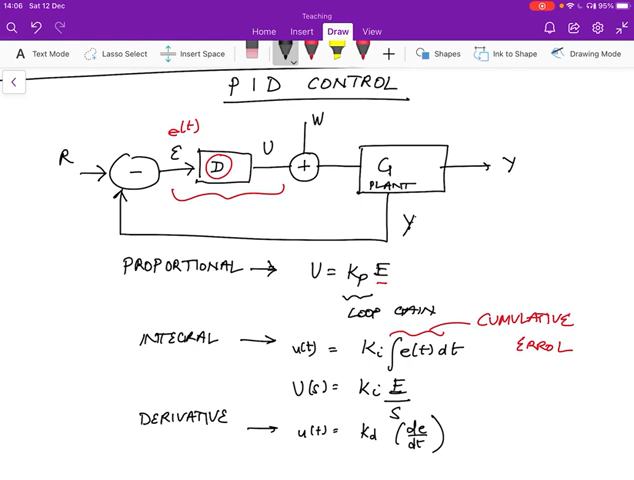 14:06 Sat 12 Dec
Teaching
95%
Home Insert Draw View
A Text Mode
Lasso Select
Insert Space
Shapes
Ink to Shape
Drawing Mode
PID CONTROL
e(t)
W
R
-
E
D
U
+
G
PLANT
Y
Y
PROPORTIONAL → U = Kp E
LOOP GAIN
CUMULATIVE
ERROL
INTEGRAL → u(t) = Ki ∫e(t)dt
U(s) = Ki E/S
DERIVATIVE → u(t) = Kd (de/dt)